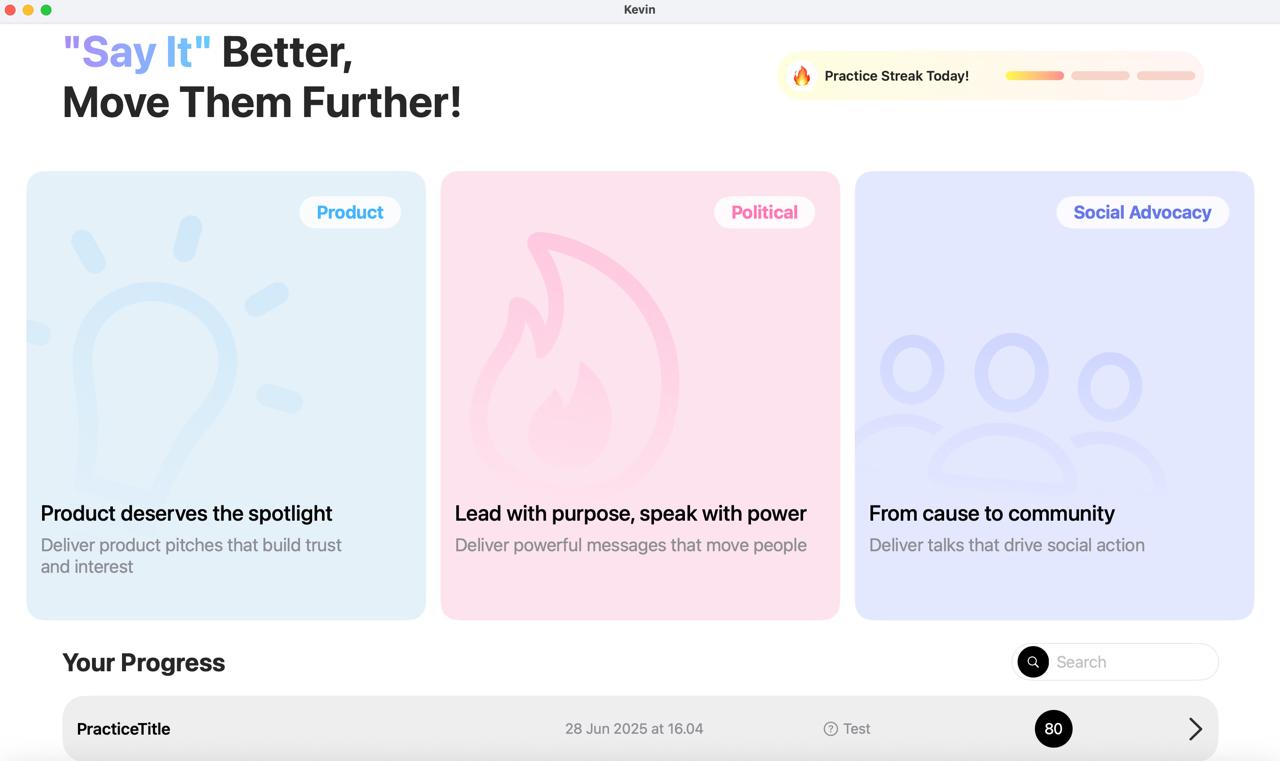 Kevin
"Say It" Better,
Move Them Further!
Practice Streak Today!
Product
Product deserves the spotlight
Deliver product pitches that build trust
and interest
Political
Lead with purpose, speak with power
Deliver powerful messages that move people
Social Advocacy
From cause to community
Deliver talks that drive social action
Your Progress
Search
PracticeTitle 28 Jun 2025 at 16.04 ? Test 80